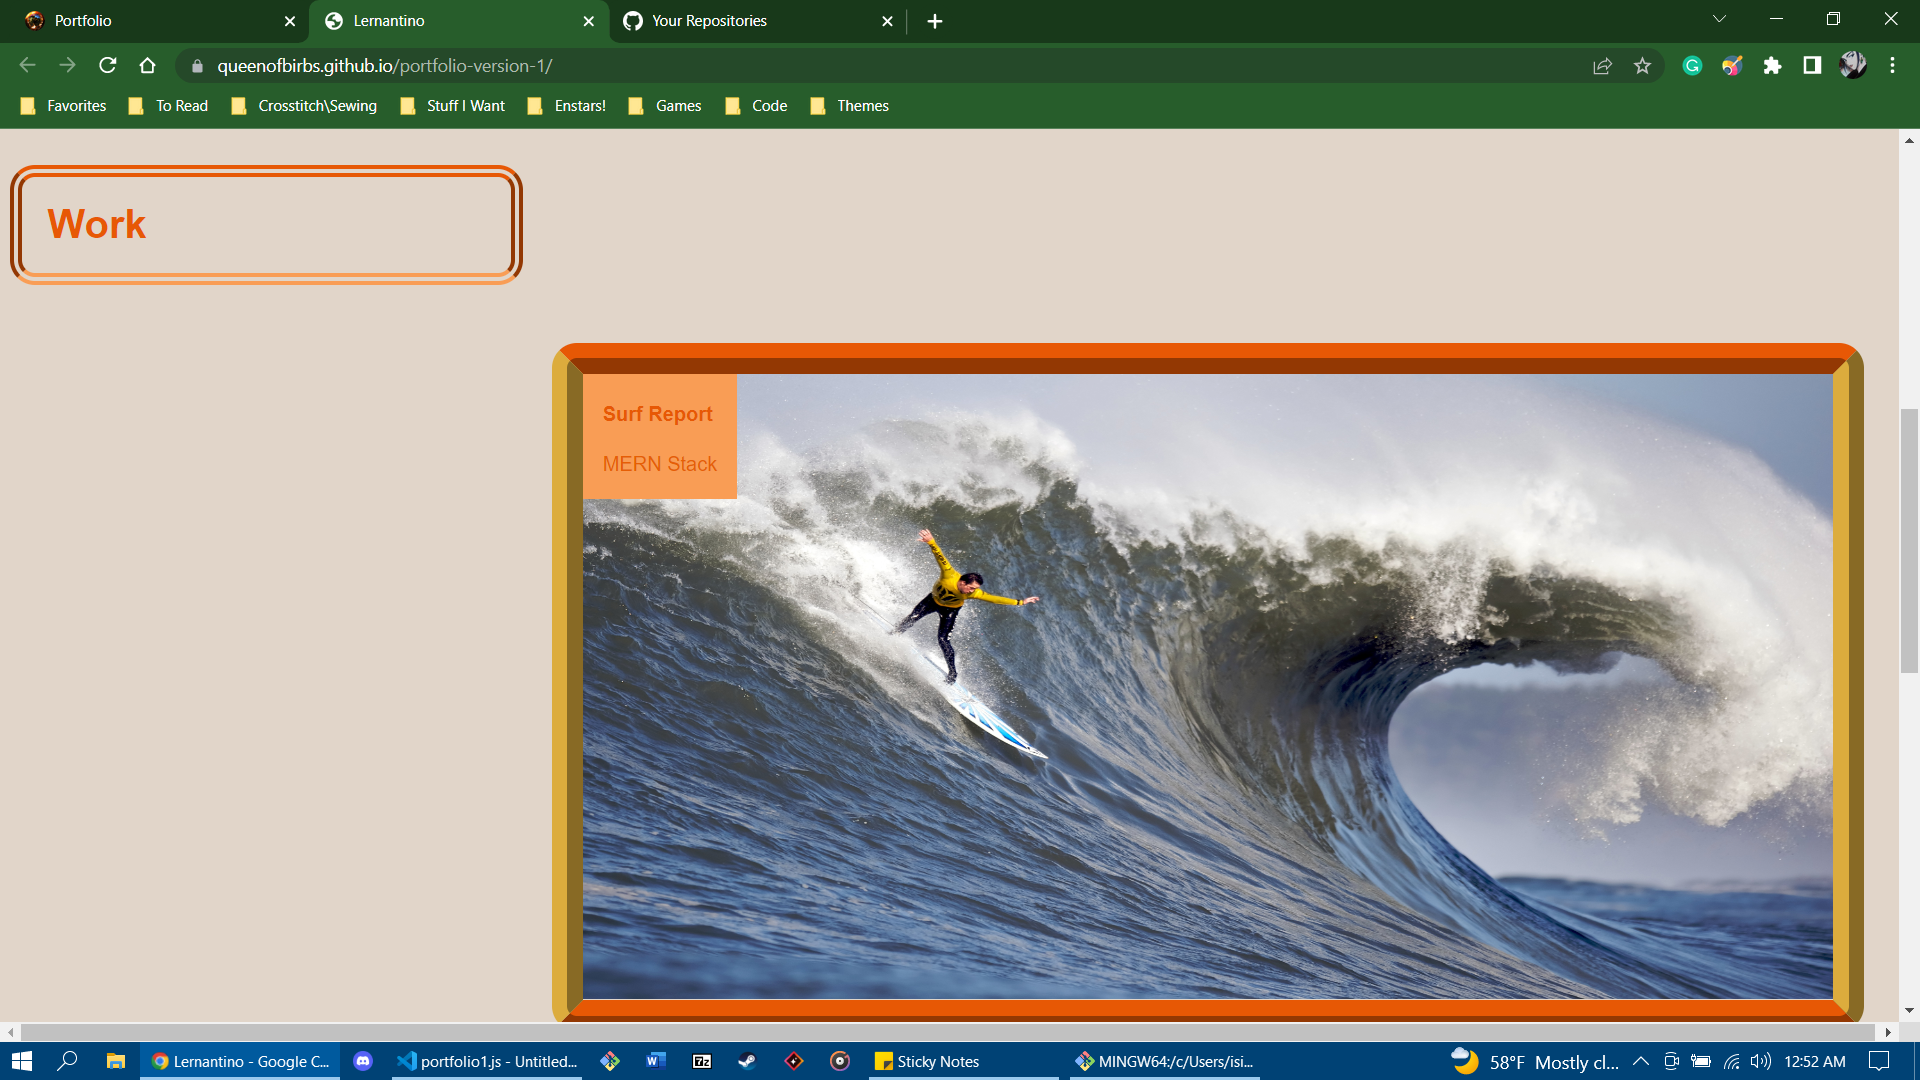 Portfolio
Lernantino
Your Repositories
queenofbirbs.github.io/portfolio-version-1/
Favorites
To Read
Crosstitch\Sewing
Stuff I Want
Enstars!
Games
Code
Themes
Work
Surf Report
MERN Stack
Lernantino - Google C...
portfolio1.js - Untitled...
Sticky Notes
MINGW64:/c/Users/isi...
58°F Mostly cl...
12:52 AM